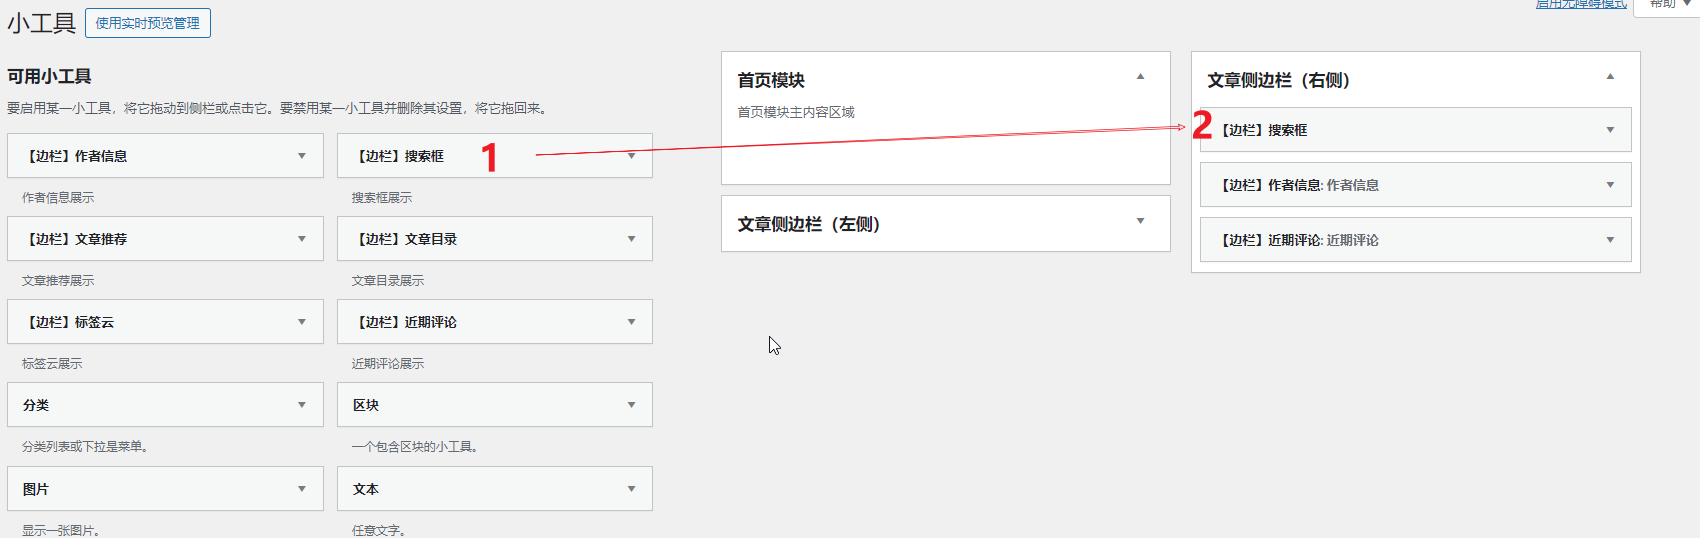 小工具
使用实时预览管理
启用无障碍模式
帮助
可用小工具
要启用某一小工具，将它拖动到侧栏或点击它。要禁用某一小工具并删除其设置，将它拖回来。
【边栏】作者信息
作者信息展示
【边栏】搜索框
1
搜索框展示
【边栏】文章推荐
文章推荐展示
【边栏】文章目录
文章目录展示
【边栏】标签云
标签云展示
【边栏】近期评论
近期评论展示
分类
分类列表或下拉是菜单。
区块
一个包含区块的小工具。
图片
显示一张图片。
文本
任意文字。
首页模块
首页模块主内容区域
文章侧边栏（左侧）
文章侧边栏（右侧）
2
【边栏】搜索框
【边栏】作者信息: 作者信息
【边栏】近期评论: 近期评论